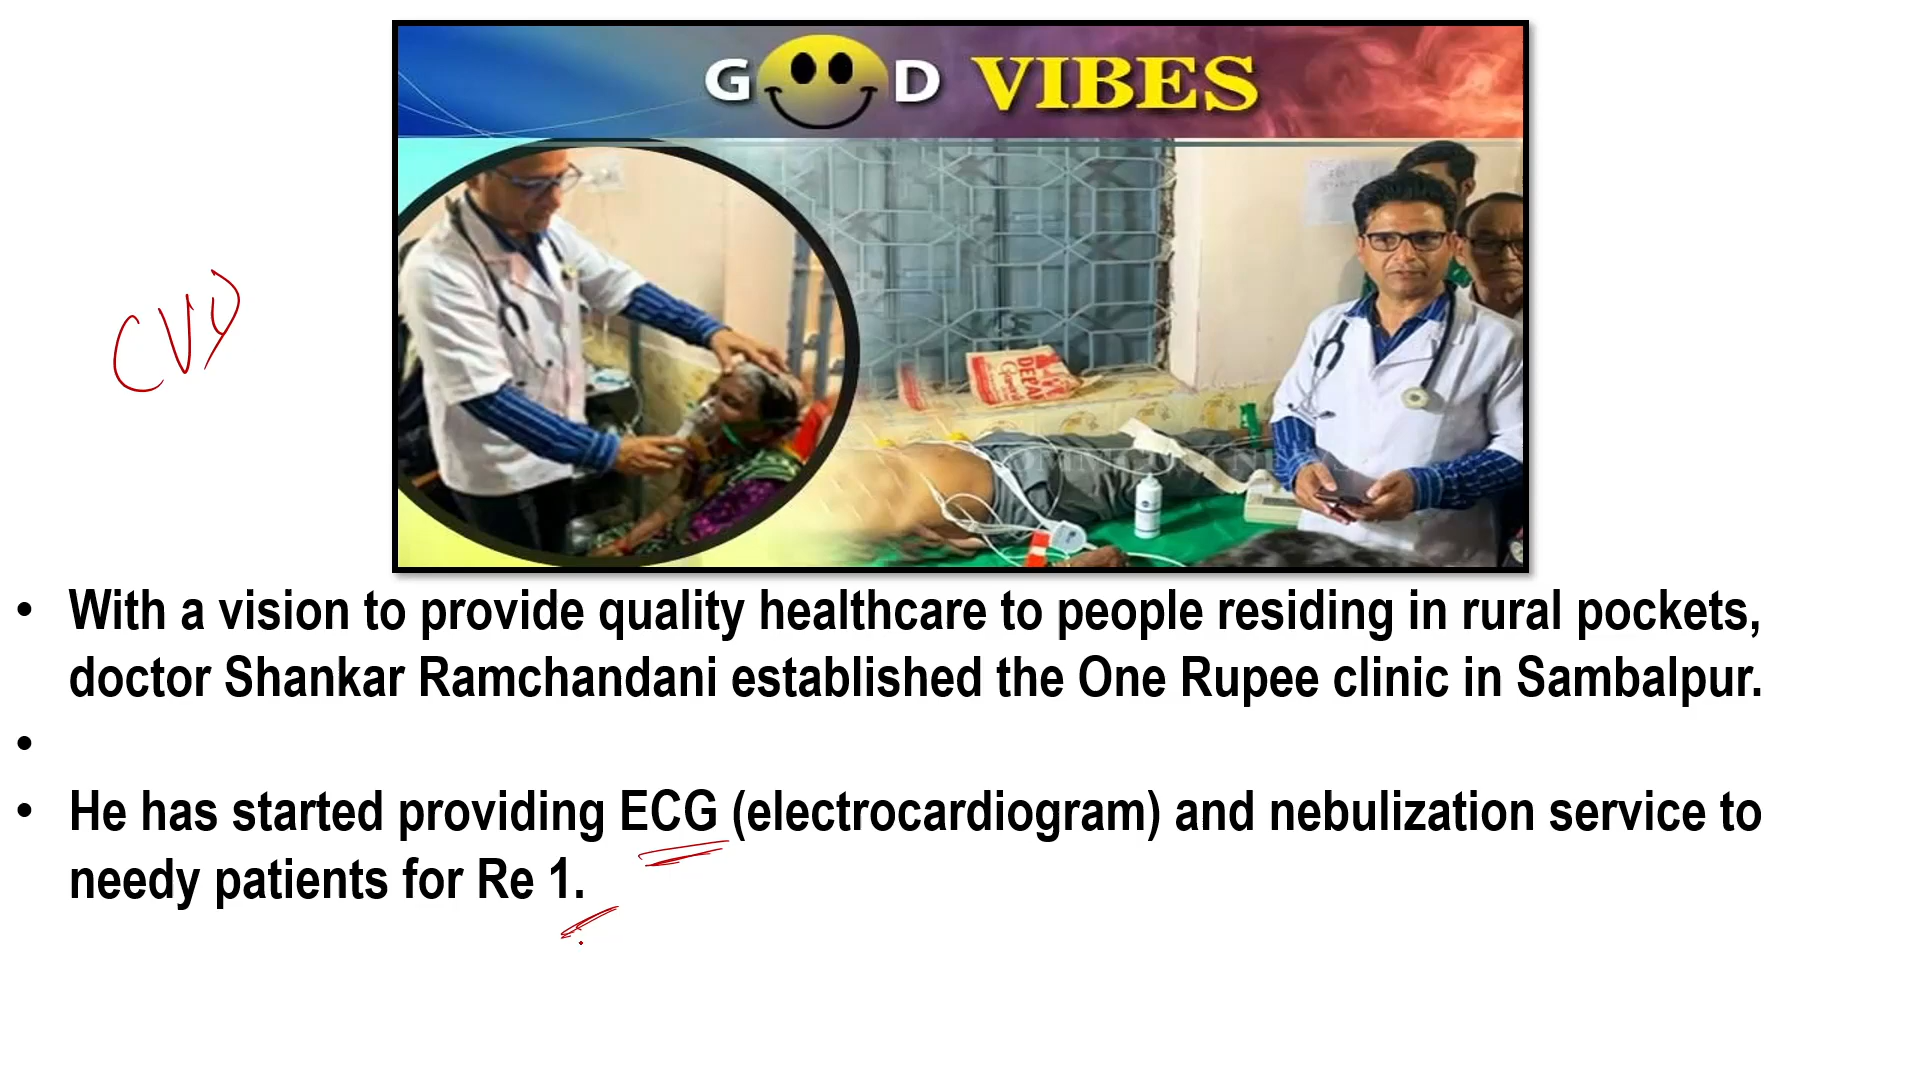 GOOD VIBES
CVD
DEPA
• With a vision to provide quality healthcare to people residing in rural pockets,
doctor Shankar Ramchandani established the One Rupee clinic in Sambalpur.
•
• He has started providing ECG (electrocardiogram) and nebulization service to
needy patients for Re 1.